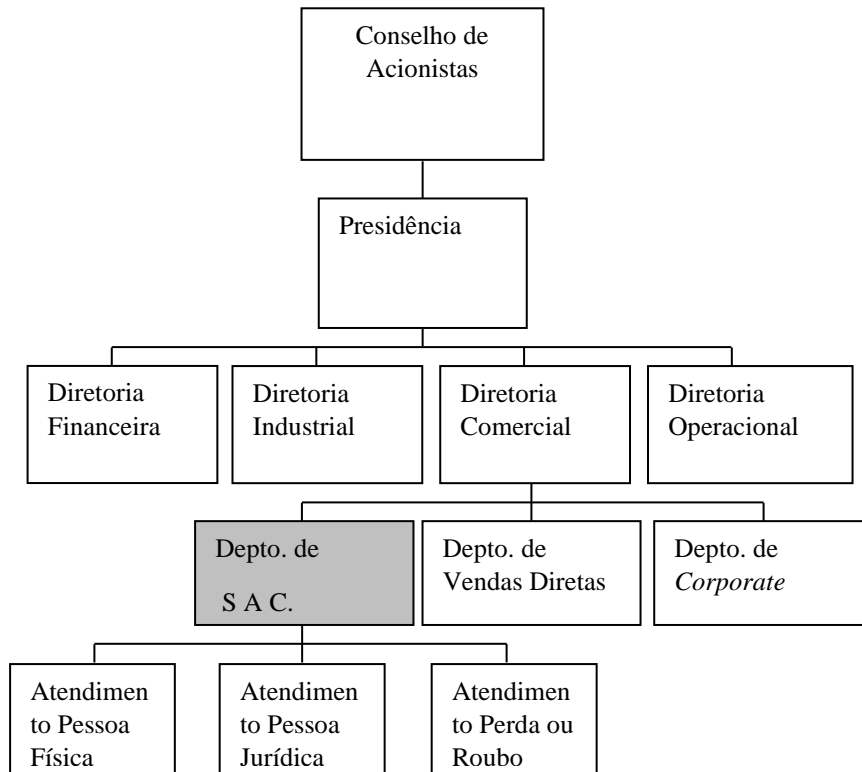 Conselho de
Acionistas
Presidência
Diretoria
Financeira
Diretoria
Industrial
Diretoria
Comercial
Diretoria
Operacional
Depto. de
S A C.
Depto. de
Vendas Diretas
Depto. de
Corporate
Atendimen
to Pessoa
Física
Atendimen
to Pessoa
Jurídica
Atendimen
to Perda ou
Roubo